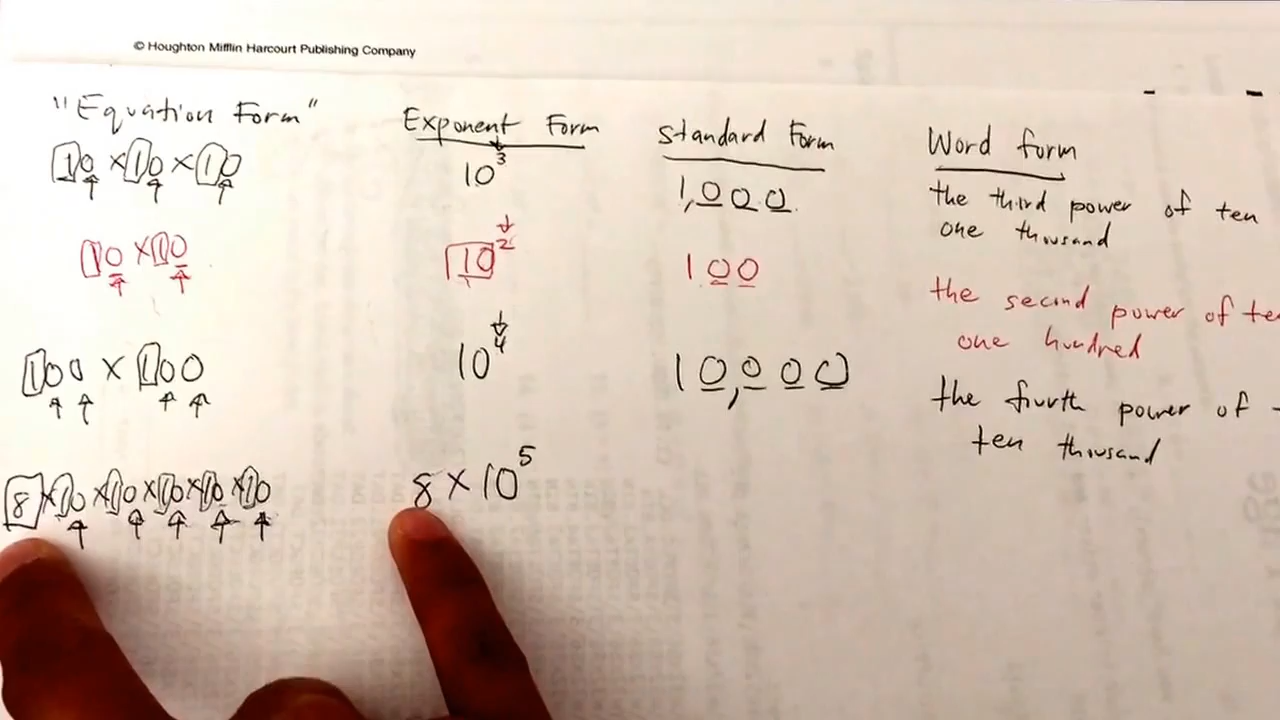 © Houghton Mifflin Harcourt Publishing Company
"Equation Form" Exponent Form Standard Form Word form
10 × 10 × 10 10³ 1,000 the third power of ten
one thousand
10 × 10 10² 100 the second power of te
one hundred
100 × 100 10⁴ 10,000 the fourth power of
ten thousand
8 × 10 × 10 × 10 × 10 × 10 8 × 10⁵